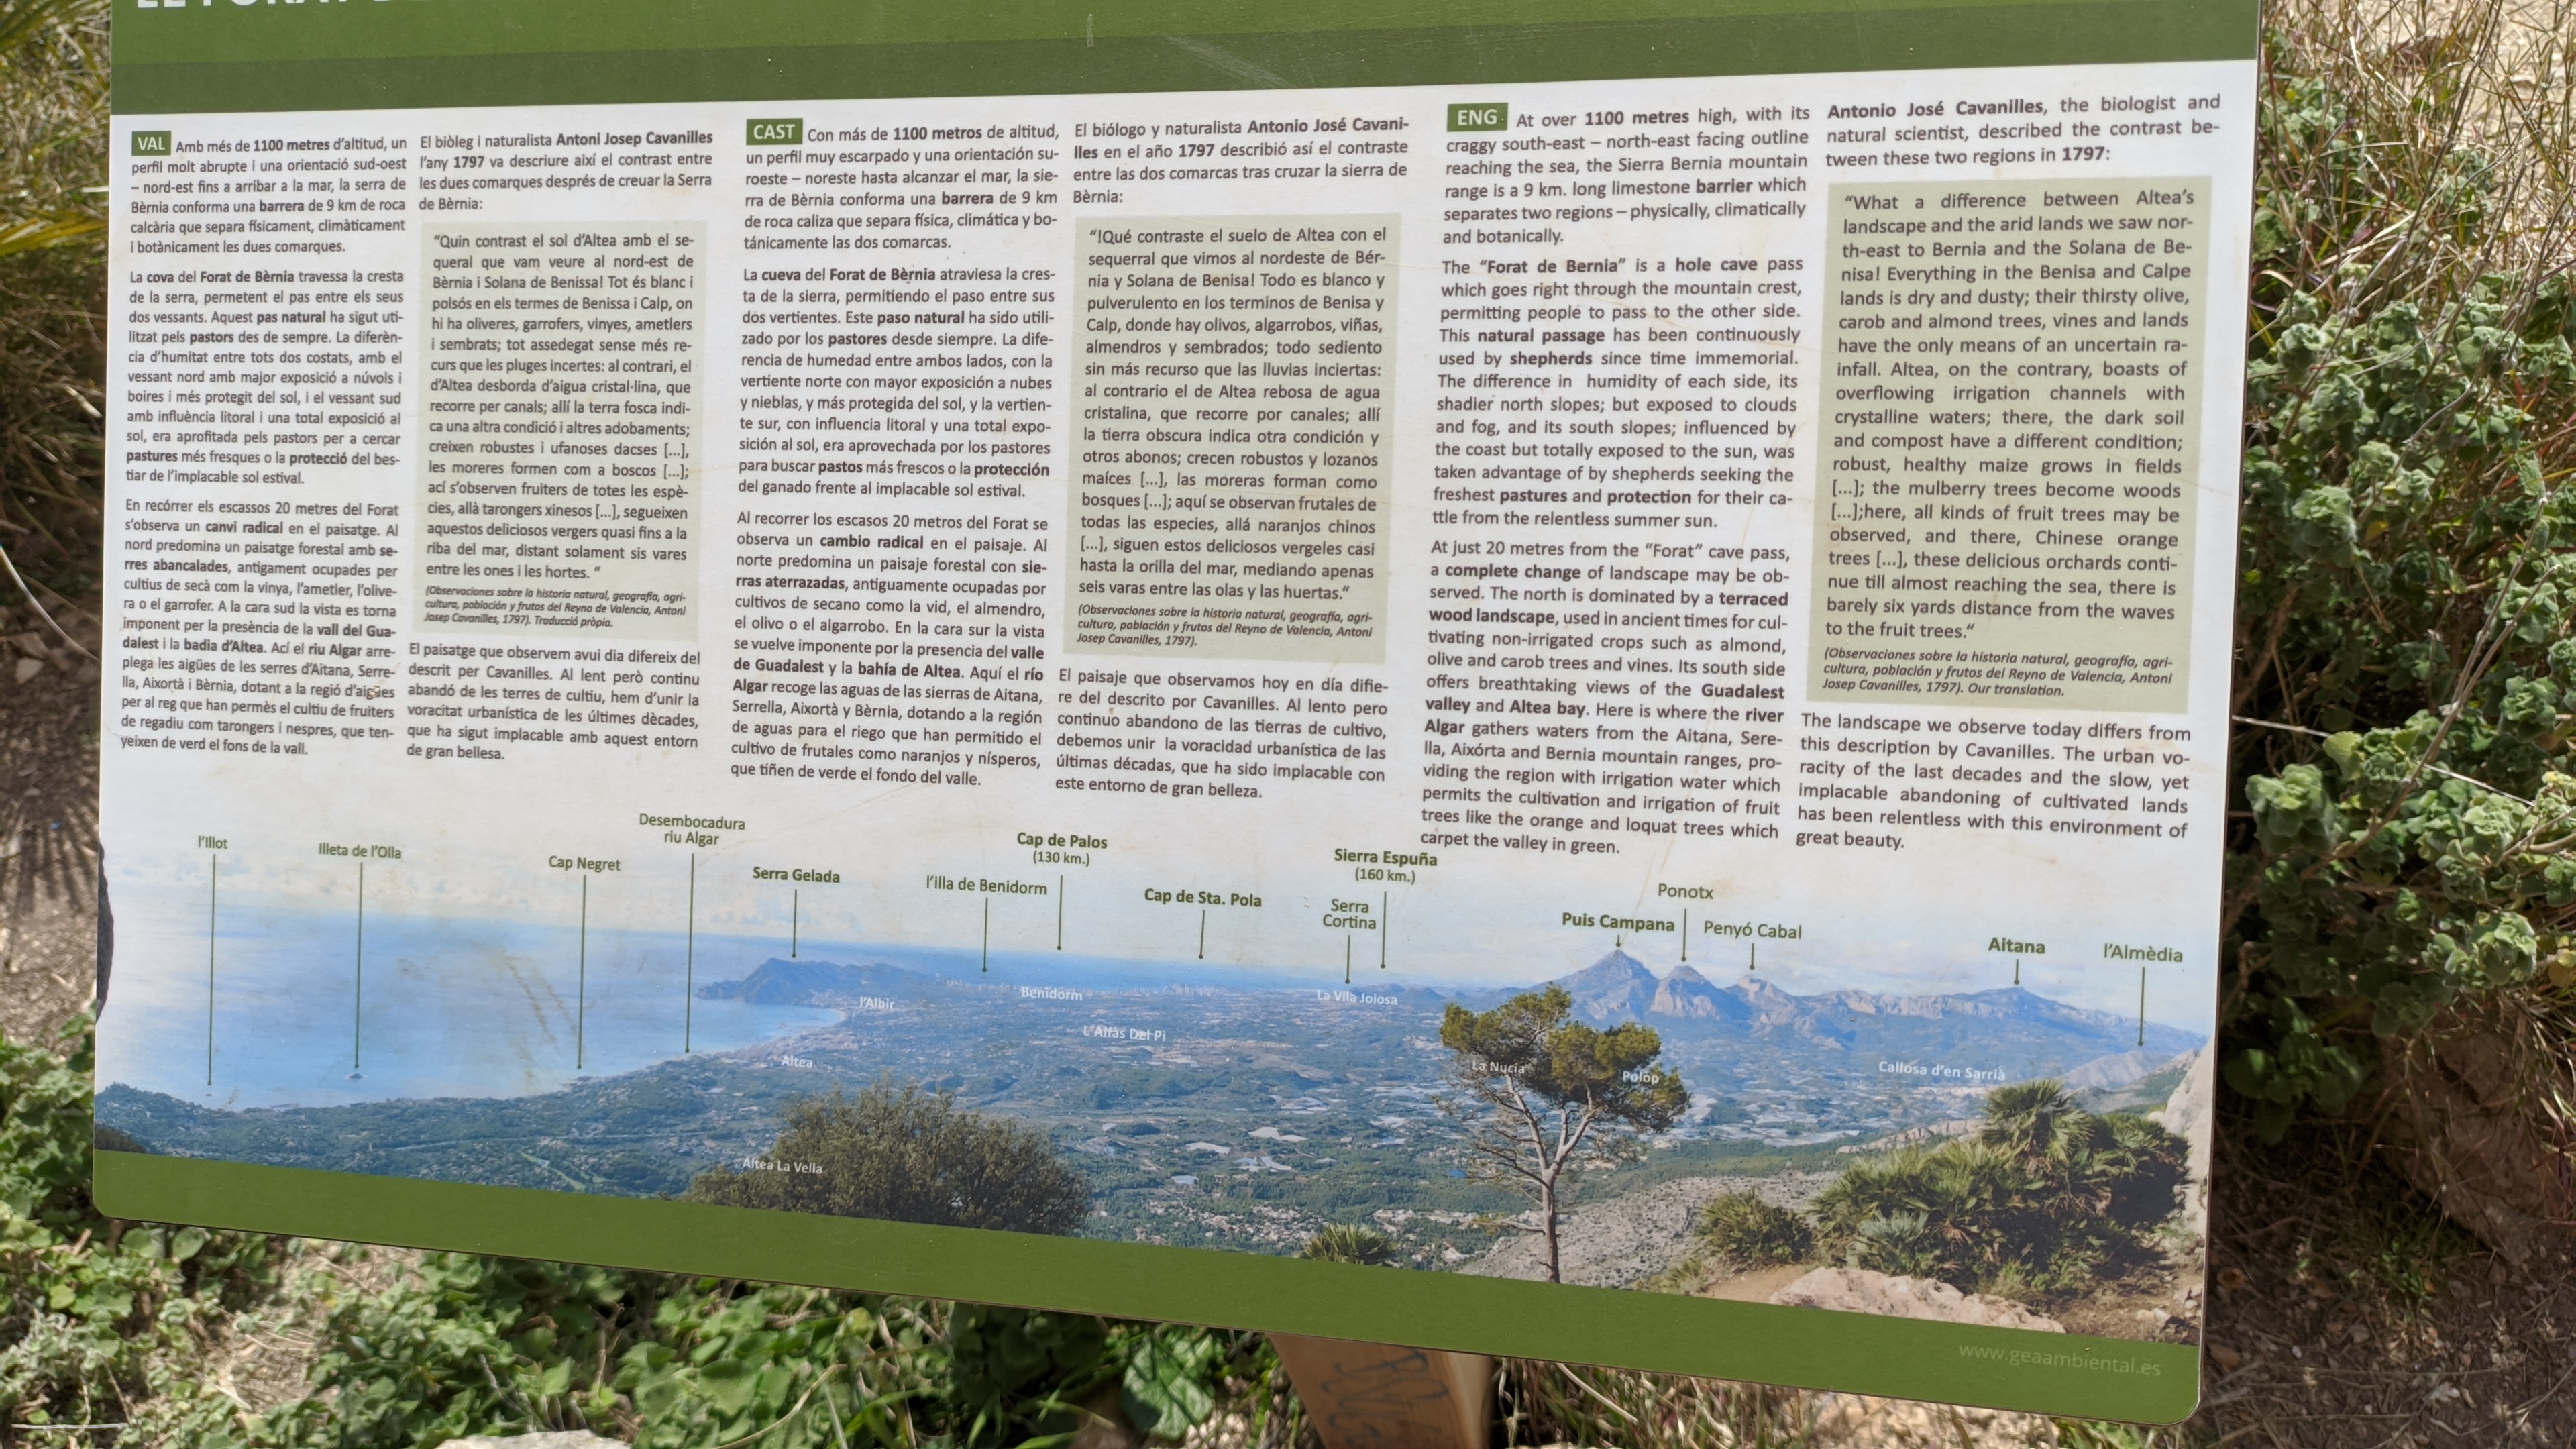 VAL Amb més de 1100 metres d'altitud, un
perfil molt abrupte i una orientació sud-oest
– nord-est fins a arribar a la mar, la serra de
Bèrnia conforma una barrera de 9 km de roca
calcària que separa físicament, climàticament
i botànicament les dues comarques.
La cova del Forat de Bèrnia travessa la cresta
de la serra, permetent el pas entre els seus
dos vessants. Aquest pas natural ha sigut uti-
litzat pels pastors des de sempre. La diferèn-
cia d'humitat entre tots dos costats, amb el
vessant nord amb major exposició a núvols i
boires i més protegit del sol, i el vessant sud
amb influència litoral i una total exposició al
sol, era aprofitada pels pastors per a cercar
pastures més fresques o la protecció del bes-
tiar de l'implacable sol estival.
En recórrer els escassos 20 metres del Forat
s'observa un canvi radical en el paisatge. Al
nord predomina un paisatge forestal amb se-
rres abancalades, antigament ocupades per
cultius de secà com la vinya, l'ametler, l'olive-
ra o el garrofer. A la cara sud la vista es torna
imponent per la presència de la vall del Gua-
dalest i la badia d'Altea. Ací el riu Algar arre-
plega les aigües de les serres d'Aitana, Serre-
lla, Aixortà i Bèrnia, dotant a la regió d'aigües
per al reg que han permès el cultiu de fruiters
de regadiu com tarongers i nespres, que ten-
yeixen de verd el fons de la vall.
El biòleg i naturalista Antoni Josep Cavanilles
l'any 1797 va descriure així el contrast entre
les dues comarques després de creuar la Serra
de Bèrnia:
"Quin contrast el sol d'Altea amb el se-
queral que vam veure al nord-est de
Bèrnia i Solana de Benissa! Tot és blanc i
polsós en els termes de Benissa i Calp, on
hi ha oliveres, garrofers, vinyes, ametlers
i sembrats; tot assedegat sense més re-
curs que les pluges incertes: al contrari, el
d'Altea desborda d'aigua cristal·lina, que
recorre per canals; allí la terra fosca indi-
ca una altra condició i altres adobaments;
creixen robustes i ufanoses dacses [...],
les moreres formen com a boscos [...];
ací s'observen fruiters de totes les espè-
cies, allà tarongers xinesos [...], segueixen
aquestos deliciosos vergers quasi fins a la
riba del mar, distant solament sis vares
entre les ones i les hortes. "
(Observaciones sobre la historia natural, geografía, agri-
cultura, población y frutos del Reyno de Valencia, Antoni
Josep Cavanilles, 1797). Traducció pròpia.
El paisatge que observem avui dia difereix del
descrit per Cavanilles. Al lent però continu
abandó de les terres de cultiu, hem d'unir la
voracitat urbanística de les últimes dècades,
que ha sigut implacable amb aquest entorn
de gran bellesa.
CAST Con más de 1100 metros de altitud,
un perfil muy escarpado y una orientación su-
roeste – noreste hasta alcanzar el mar, la sie-
rra de Bèrnia conforma una barrera de 9 km
de roca caliza que separa física, climática y bo-
tánicamente las dos comarcas.
La cueva del Forat de Bèrnia atraviesa la cres-
ta de la sierra, permitiendo el paso entre sus
dos vertientes. Este paso natural ha sido utili-
zado por los pastores desde siempre. La dife-
rencia de humedad entre ambos lados, con la
vertiente norte con mayor exposición a nubes
y nieblas, y más protegida del sol, y la vertien-
te sur, con influencia litoral y una total expo-
sición al sol, era aprovechada por los pastores
para buscar pastos más frescos o la protección
del ganado frente al implacable sol estival.
Al recorrer los escasos 20 metros del Forat se
observa un cambio radical en el paisaje. Al
norte predomina un paisaje forestal con sie-
rras aterrazadas, antiguamente ocupadas por
cultivos de secano como la vid, el almendro,
el olivo o el algarrobo. En la cara sur la vista
se vuelve imponente por la presencia del valle
de Guadalest y la bahía de Altea. Aquí el río
Algar recoge las aguas de las sierras de Aitana,
Serrella, Aixortà y Bèrnia, dotando a la región
de aguas para el riego que han permitido el
cultivo de frutales como naranjos y nísperos,
que tiñen de verde el fondo del valle.
El biólogo y naturalista Antonio José Cavani-
lles en el año 1797 describió así el contraste
entre las dos comarcas tras cruzar la sierra de
Bèrnia:
"!Qué contraste el suelo de Altea con el
sequerral que vimos al nordeste de Bér-
nia y Solana de Benisa! Todo es blanco y
pulverulento en los terminos de Benisa y
Calp, donde hay olivos, algarrobos, viñas,
almendros y sembrados; todo sediento
sin más recurso que las lluvias inciertas:
al contrario el de Altea rebosa de agua
cristalina, que recorre por canales; allí
la tierra obscura indica otra condición y
otros abonos; crecen robustos y lozanos
maíces [...], las moreras forman como
bosques [...]; aquí se observan frutales de
todas las especies, allá naranjos chinos
[...], siguen estos deliciosos vergeles casi
hasta la orilla del mar, mediando apenas
seis varas entre las olas y las huertas."
(Observaciones sobre la historia natural, geografía, agri-
cultura, población y frutos del Reyno de Valencia, Antoni
Josep Cavanilles, 1797).
El paisaje que observamos hoy en día difie-
re del descrito por Cavanilles. Al lento pero
continuo abandono de las tierras de cultivo,
debemos unir la voracidad urbanística de las
últimas décadas, que ha sido implacable con
este entorno de gran belleza.
ENG At over 1100 metres high, with its
craggy south-east – north-east facing outline
reaching the sea, the Sierra Bernia mountain
range is a 9 km. long limestone barrier which
separates two regions – physically, climatically
and botanically.
The "Forat de Bernia" is a hole cave pass
which goes right through the mountain crest,
permitting people to pass to the other side.
This natural passage has been continuously
used by shepherds since time immemorial.
The difference in humidity of each side, its
shadier north slopes; but exposed to clouds
and fog, and its south slopes; influenced by
the coast but totally exposed to the sun, was
taken advantage of by shepherds seeking the
freshest pastures and protection for their ca-
ttle from the relentless summer sun.
At just 20 metres from the "Forat" cave pass,
a complete change of landscape may be ob-
served. The north is dominated by a terraced
wood landscape, used in ancient times for cul-
tivating non-irrigated crops such as almond,
olive and carob trees and vines. Its south side
offers breathtaking views of the Guadalest
valley and Altea bay. Here is where the river
Algar gathers waters from the Aitana, Sere-
lla, Aixórta and Bernia mountain ranges, pro-
viding the region with irrigation water which
permits the cultivation and irrigation of fruit
trees like the orange and loquat trees which
carpet the valley in green.
Antonio José Cavanilles, the biologist and
natural scientist, described the contrast be-
tween these two regions in 1797:
"What a difference between Altea's
landscape and the arid lands we saw nor-
th-east to Bernia and the Solana de Be-
nisa! Everything in the Benisa and Calpe
lands is dry and dusty; their thirsty olive,
carob and almond trees, vines and lands
have the only means of an uncertain ra-
infall. Altea, on the contrary, boasts of
overflowing irrigation channels with
crystalline waters; there, the dark soil
and compost have a different condition;
robust, healthy maize grows in fields
[...]; the mulberry trees become woods
[...];here, all kinds of fruit trees may be
observed, and there, Chinese orange
trees [...], these delicious orchards conti-
nue till almost reaching the sea, there is
barely six yards distance from the waves
to the fruit trees."
(Observaciones sobre la historia natural, geografía, agri-
cultura, población y frutos del Reyno de Valencia, Antoni
Josep Cavanilles, 1797). Our translation.
The landscape we observe today differs from
this description by Cavanilles. The urban vo-
racity of the last decades and the slow, yet
implacable abandoning of cultivated lands
has been relentless with this environment of
great beauty.
l'Illot
Illeta de l'Olla
Cap Negret
Desembocadura
riu Algar
Serra Gelada
l'illa de Benidorm
Cap de Palos
(130 km.)
Cap de Sta. Pola
Serra
Cortina
Sierra Espuña
(160 km.)
Puis Campana
Ponotx
Penyó Cabal
Aitana
l'Almèdia
l'Albir
Benidorm
La Vila Joiosa
L'Alfàs Del Pi
Altea
La Nucia
Polop
Callosa d'en Sarrià
Altea La Vella
www.geaambiental.es